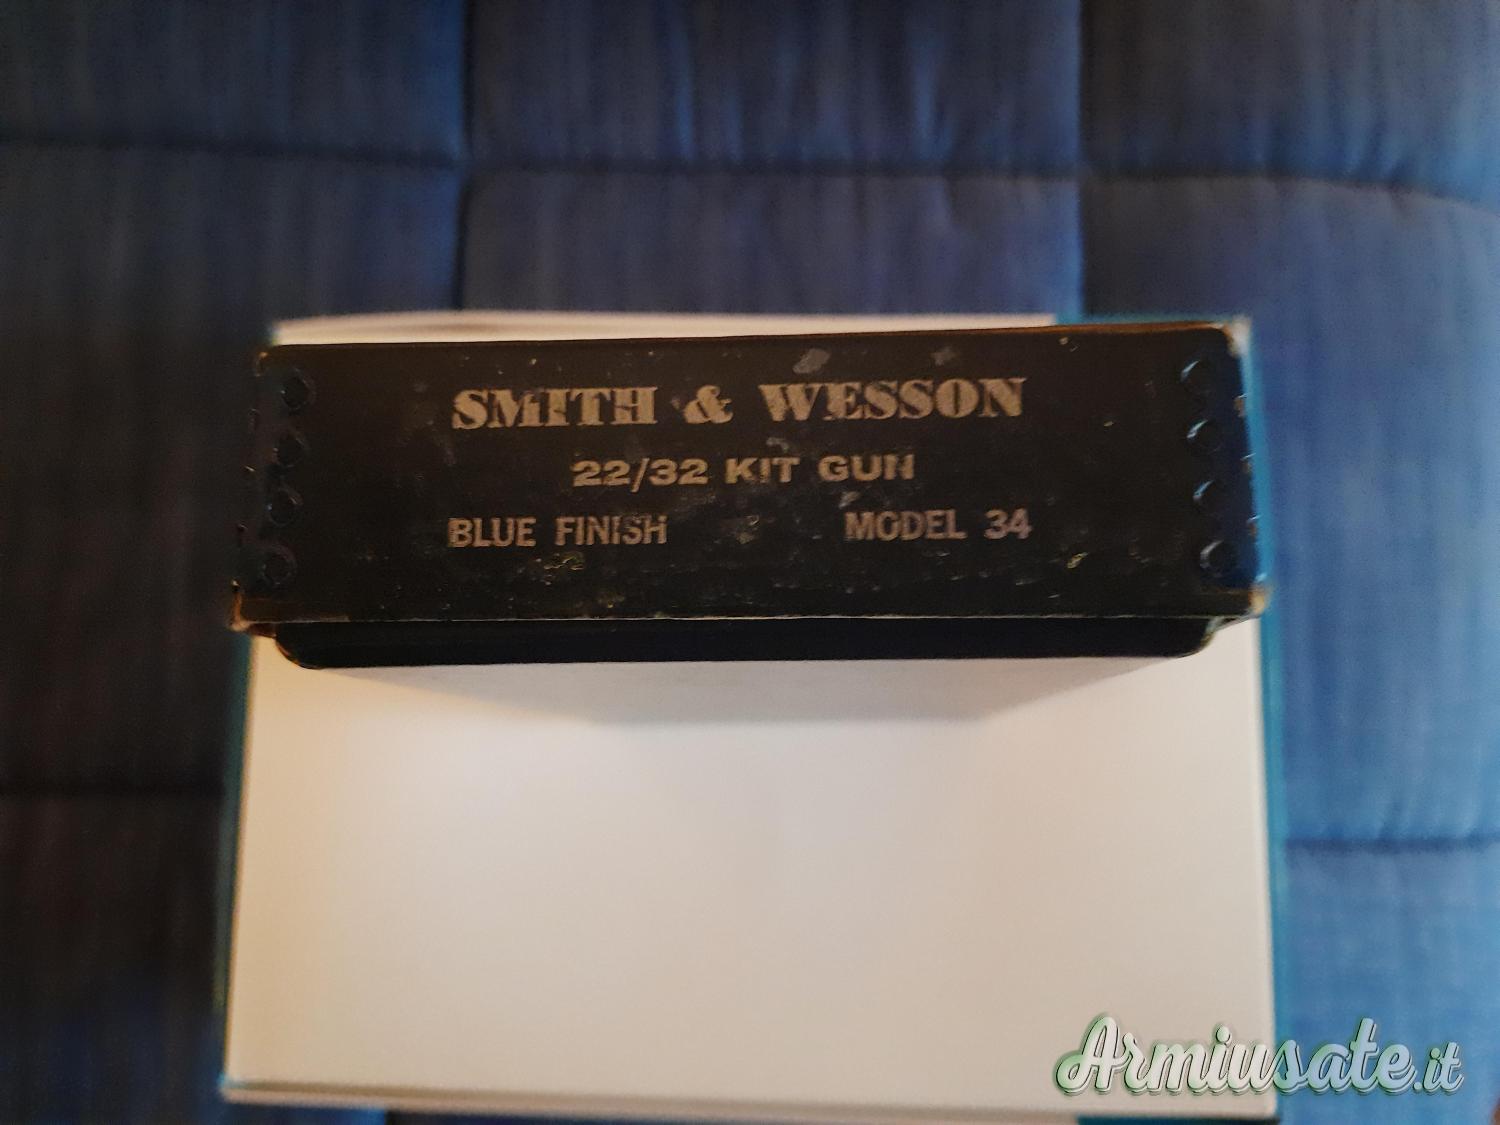 SMITH & WESSON
22/32 KIT GUN
BLUE FINISH MODEL 34
Armiusate.it